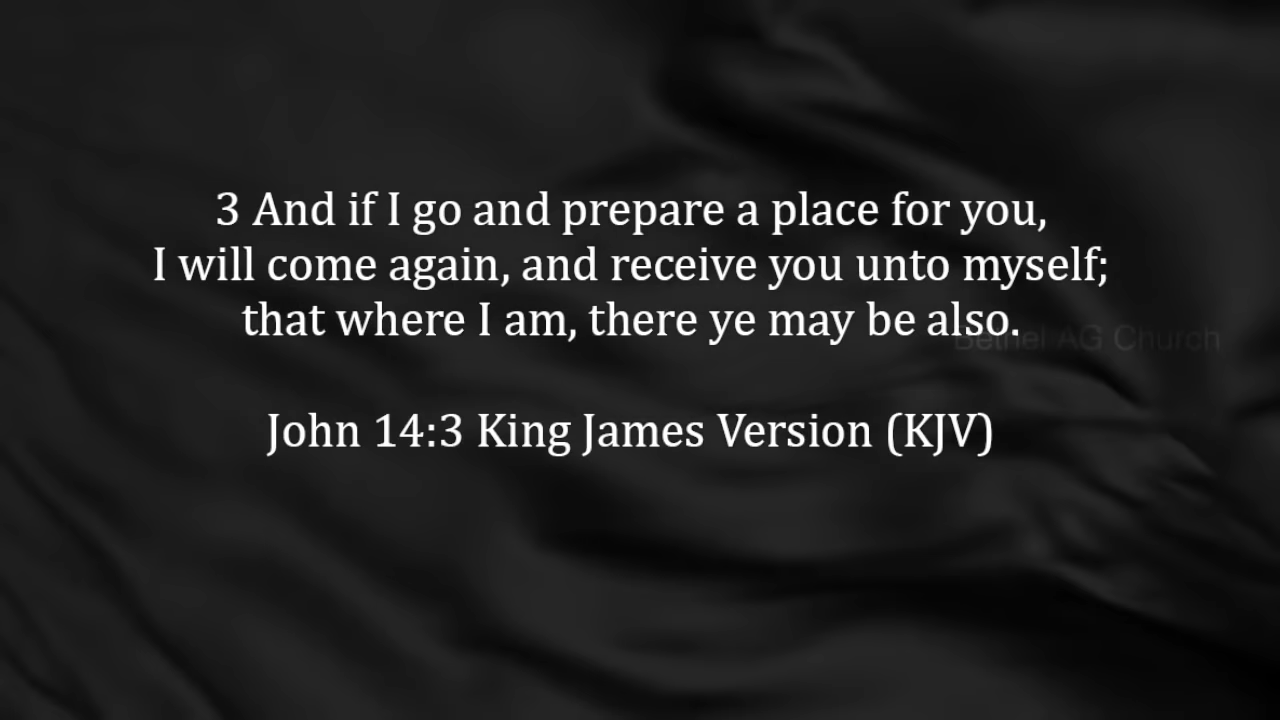 3 And if I go and prepare a place for you,
I will come again, and receive you unto myself;
that where I am, there ye may be also.
Bethel AG Church
John 14:3 King James Version (KJV)